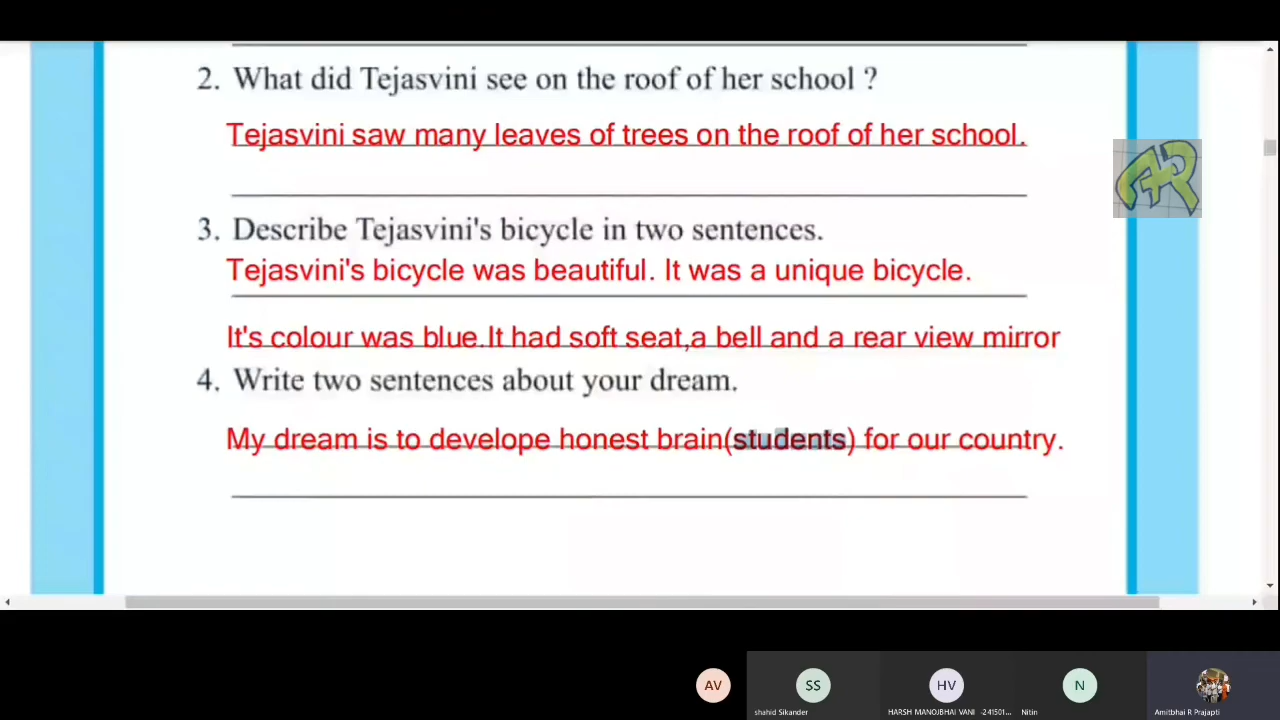 2. What did Tejasvini see on the roof of her school ?
Tejasvini saw many leaves of trees on the roof of her school.
AR
3. Describe Tejasvini's bicycle in two sentences.
Tejasvini's bicycle was beautiful. It was a unique bicycle.
It's colour was blue.It had soft seat,a bell and a rear view mirror
4. Write two sentences about your dream.
My dream is to develope honest brain(students) for our country.
AV SS HV N
shahid Sikander HARSH MANOJBHAI VANI -241501... Nitin Amitbhai R Prajapti